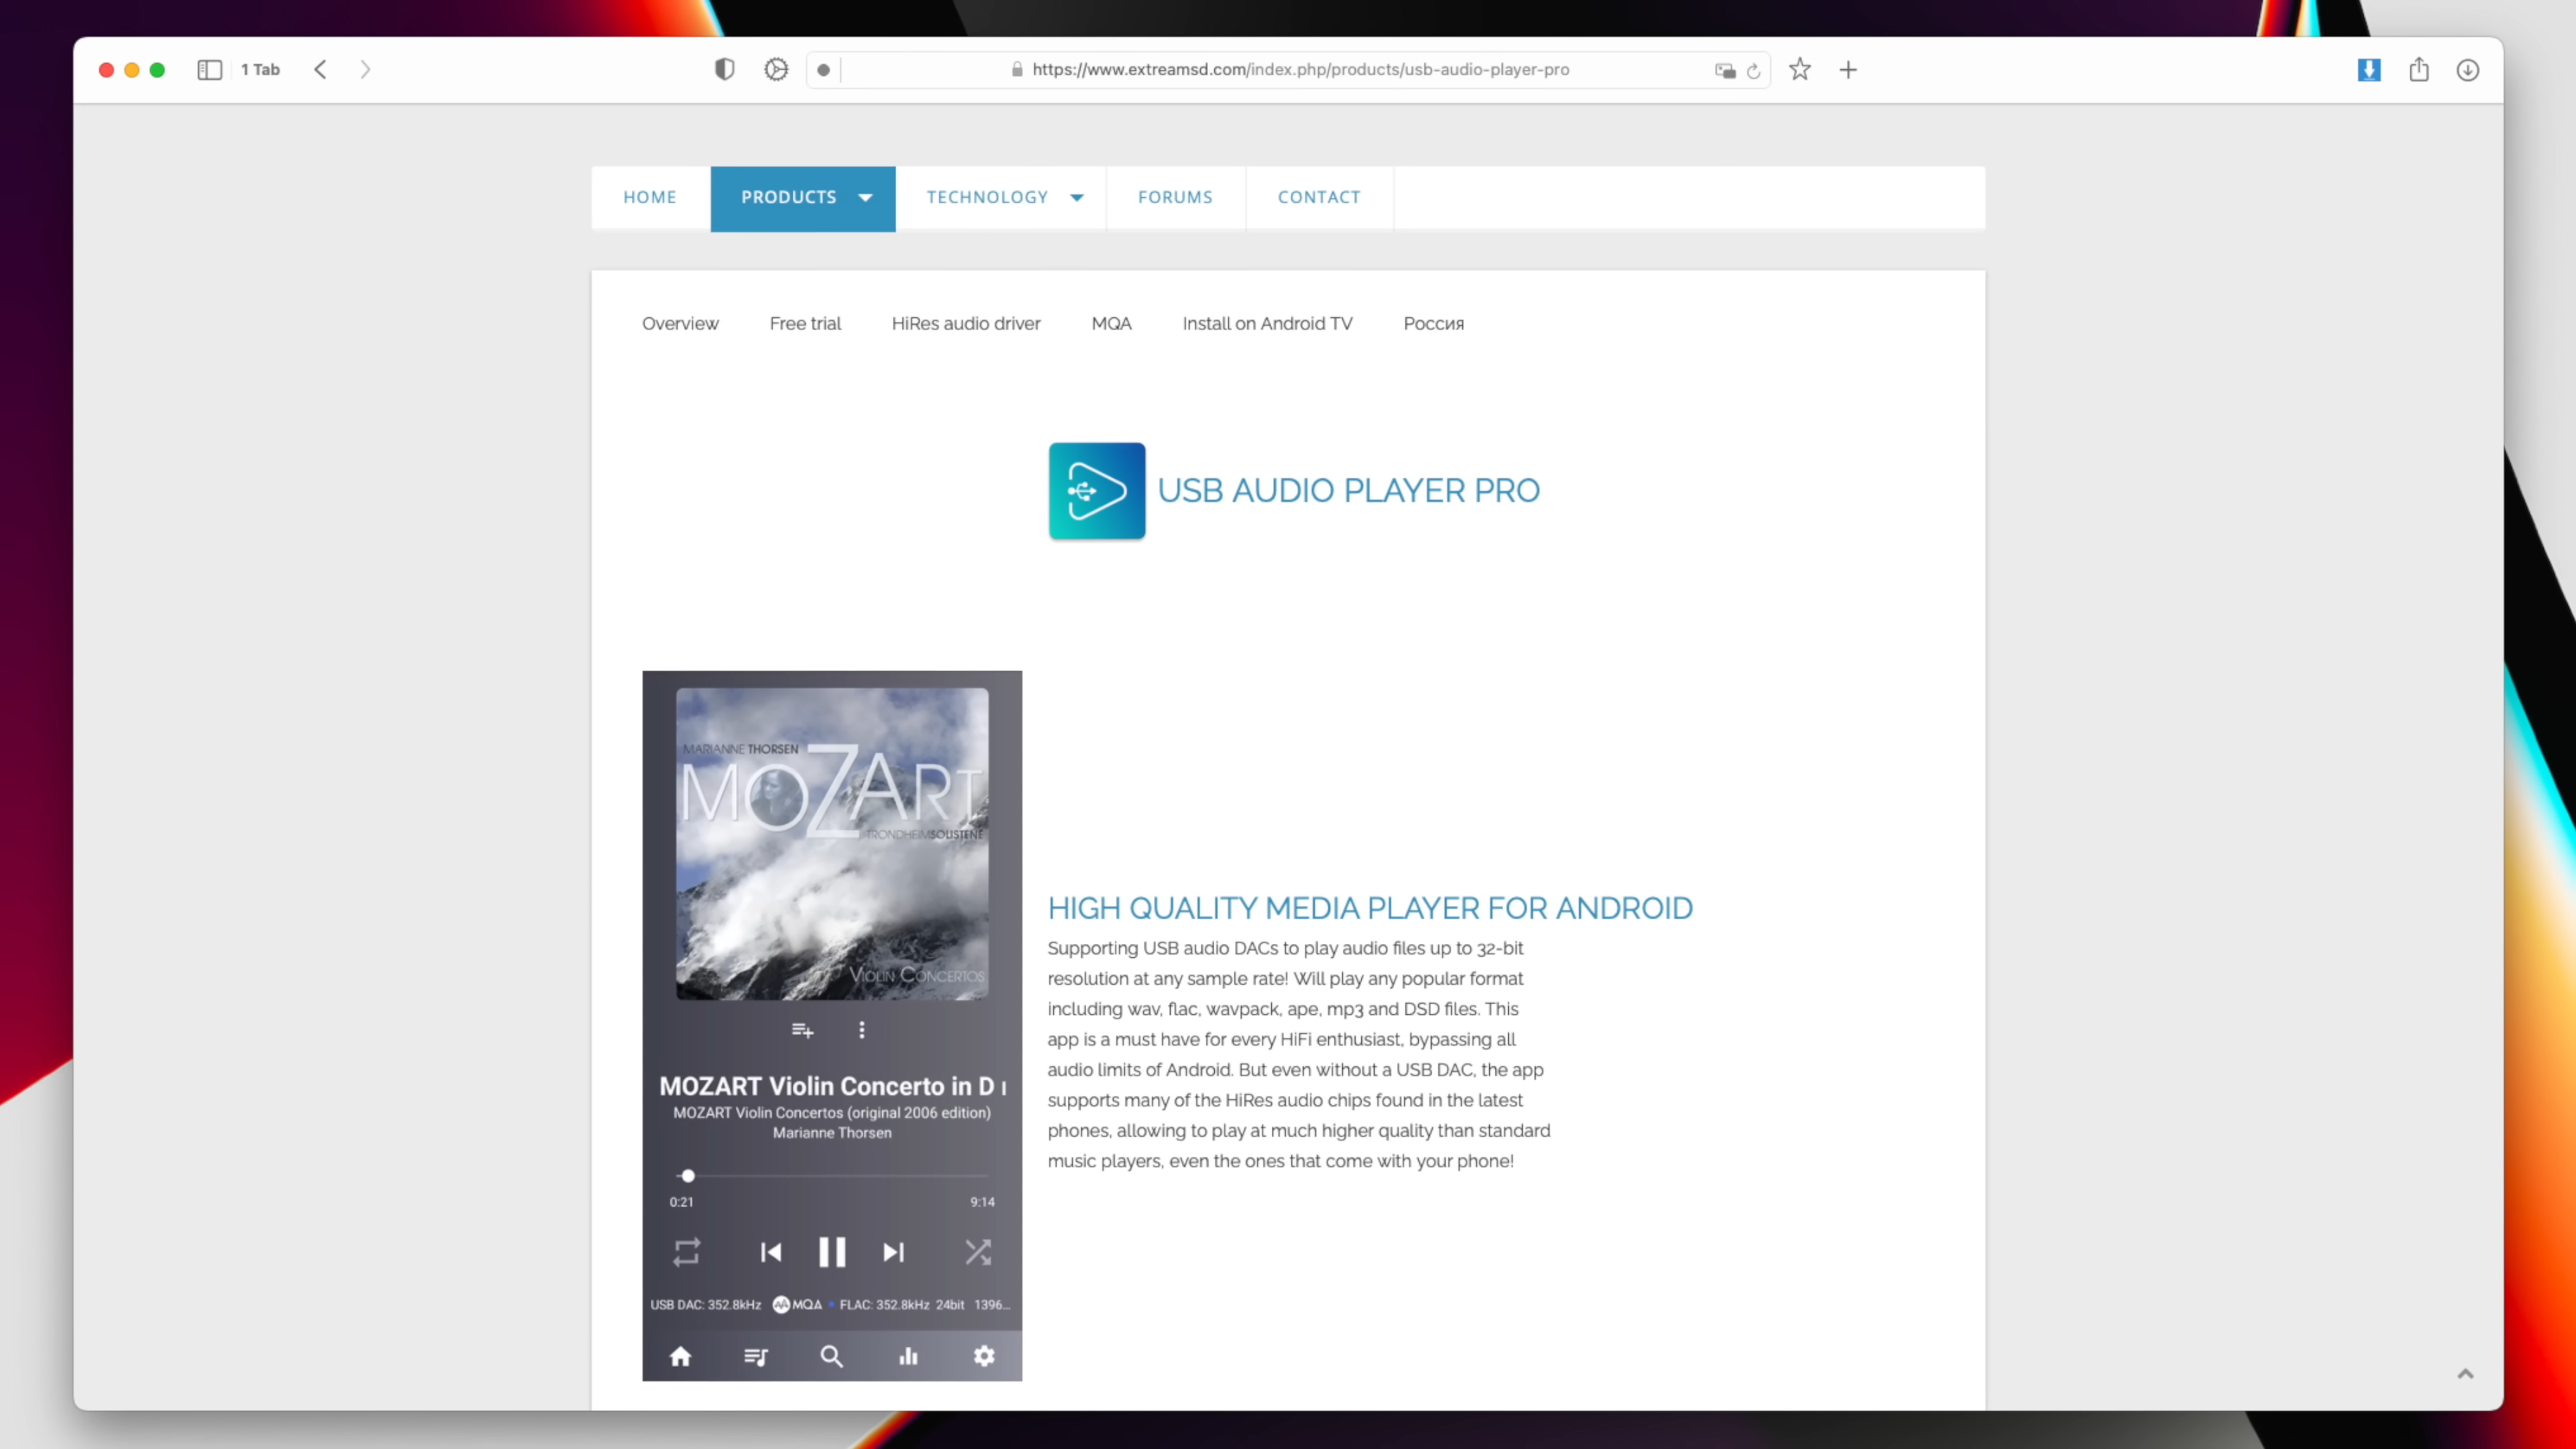 1 Tab
https://www.extreamsd.com/index.php/products/usb-audio-player-pro
HOME PRODUCTS TECHNOLOGY FORUMS CONTACT
Overview Free trial HiRes audio driver MQA Install on Android TV Россия
USB AUDIO PLAYER PRO
MARIANNE THORSEN
MOZART
TRONDHEIMSOLISTENE
VIOLIN CONCERTOS
MOZART Violin Concerto in D
MOZART Violin Concertos (original 2006 edition)
Marianne Thorsen
0:21 9:14
USB DAC: 352.8kHz MQA FLAC: 352.8kHz 24bit 1396...
HIGH QUALITY MEDIA PLAYER FOR ANDROID
Supporting USB audio DACs to play audio files up to 32-bit
resolution at any sample rate! Will play any popular format
including wav, flac, wavpack, ape, mp3 and DSD files. This
app is a must have for every HiFi enthusiast, bypassing all
audio limits of Android. But even without a USB DAC, the app
supports many of the HiRes audio chips found in the latest
phones, allowing to play at much higher quality than standard
music players, even the ones that come with your phone!